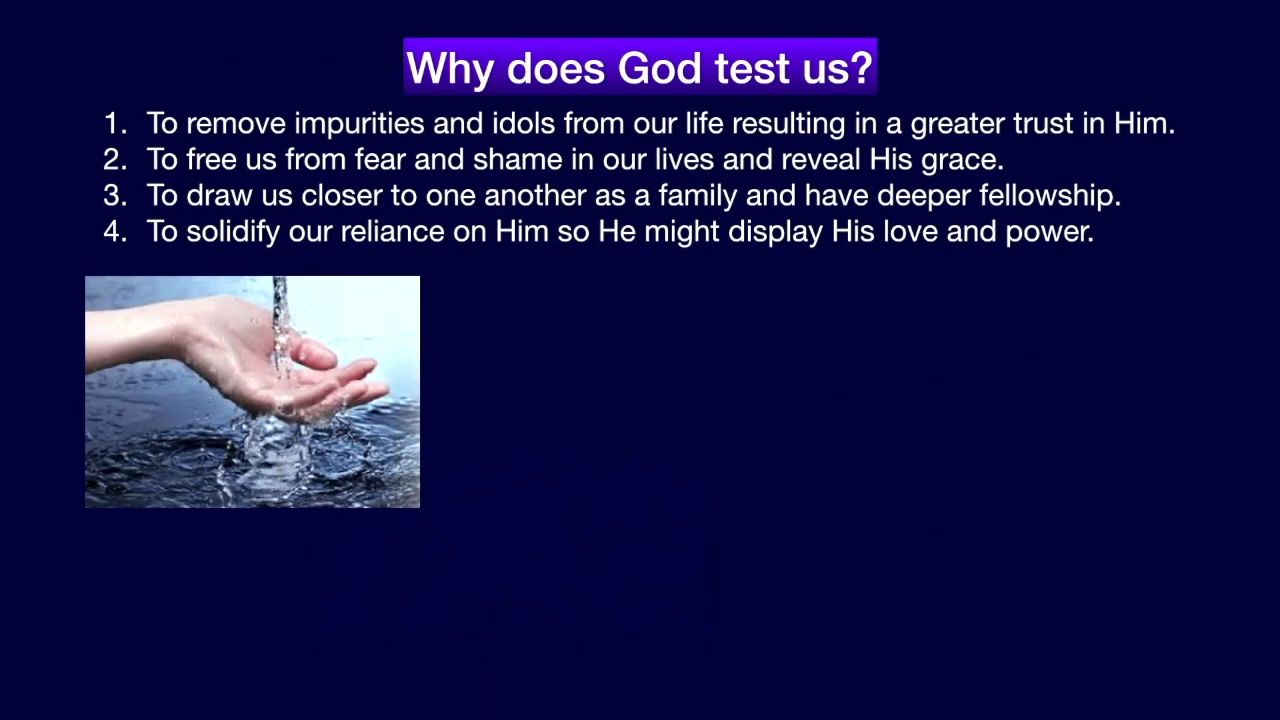 Why does God test us?
1. To remove impurities and idols from our life resulting in a greater trust in Him.
2. To free us from fear and shame in our lives and reveal His grace.
3. To draw us closer to one another as a family and have deeper fellowship.
4. To solidify our reliance on Him so He might display His love and power.